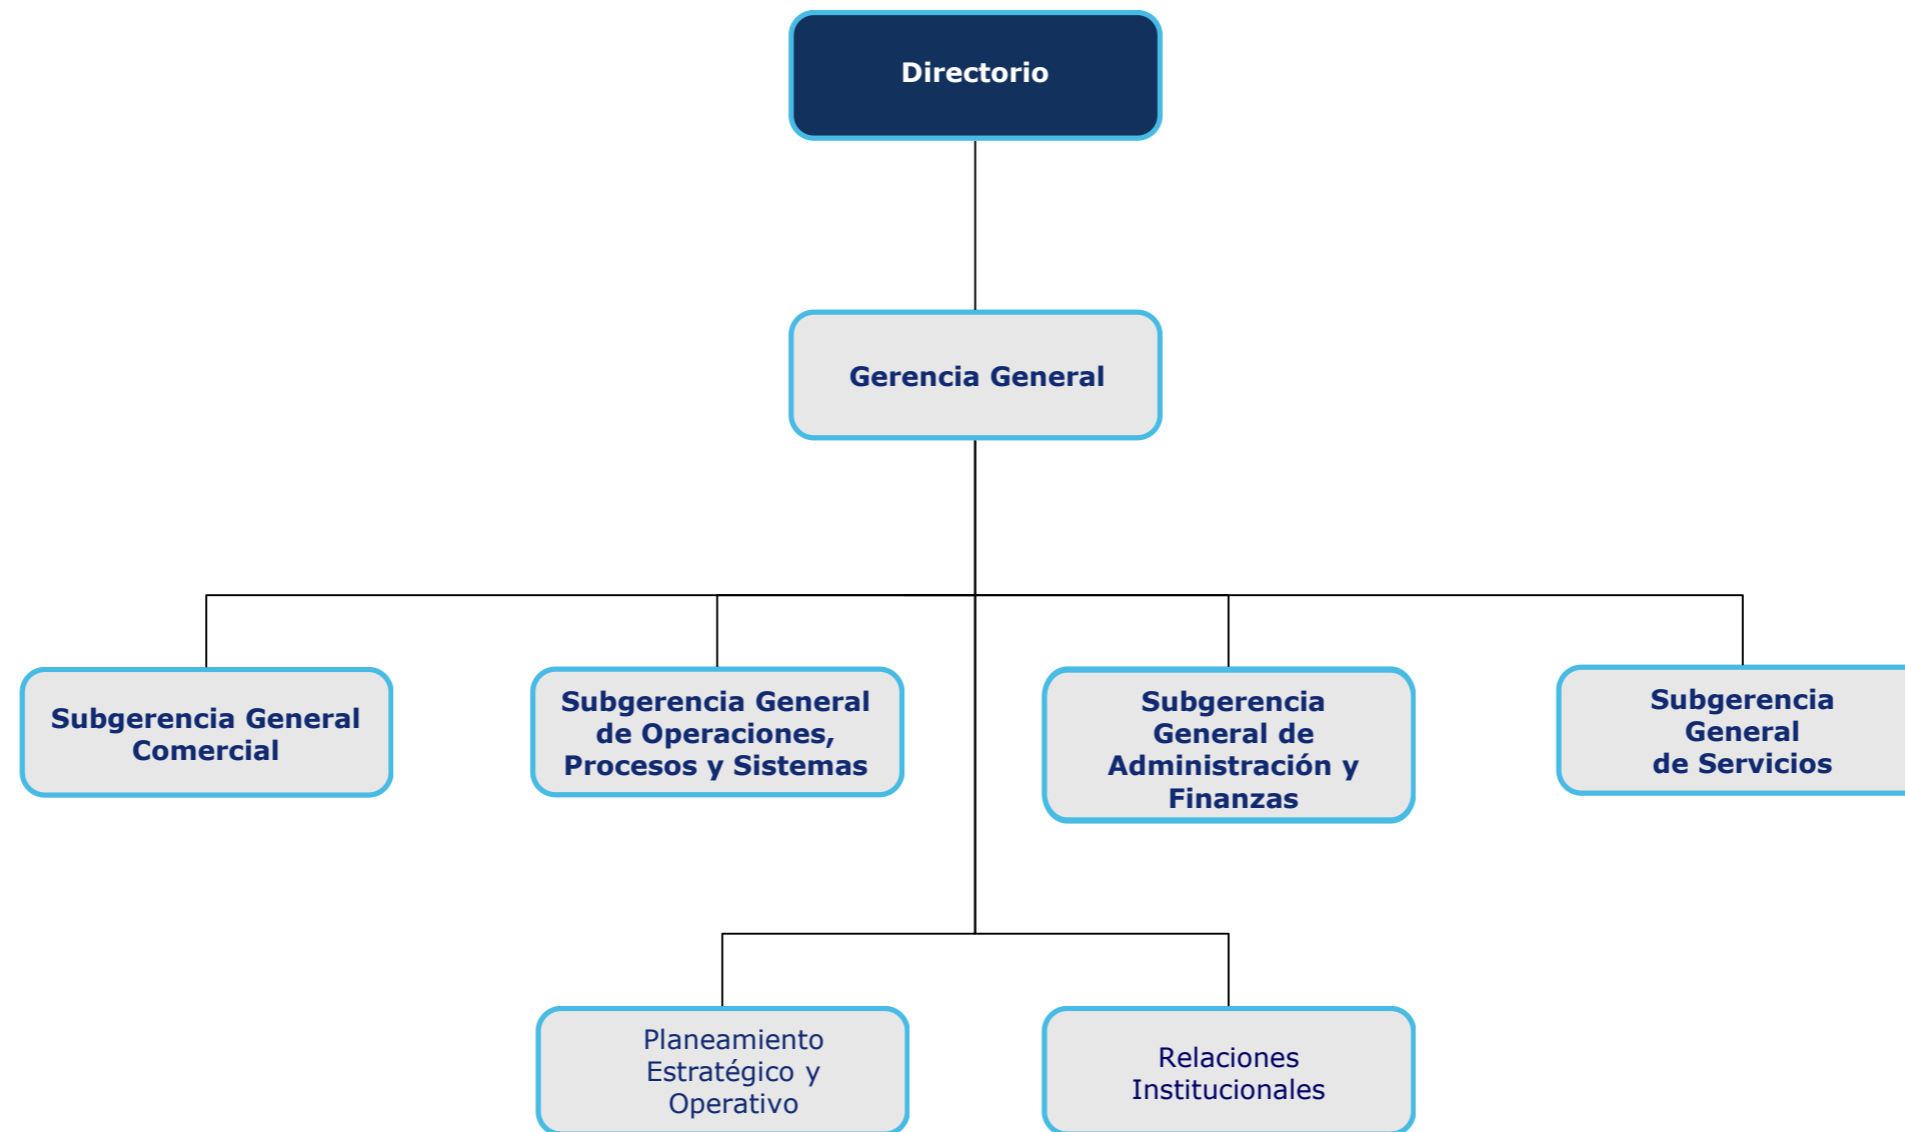 Directorio
Gerencia General
Subgerencia General
Comercial
Subgerencia General
de Operaciones,
Procesos y Sistemas
Subgerencia
General de
Administración y
Finanzas
Subgerencia
General
de Servicios
Planeamiento
Estratégico y
Operativo
Relaciones
Institucionales